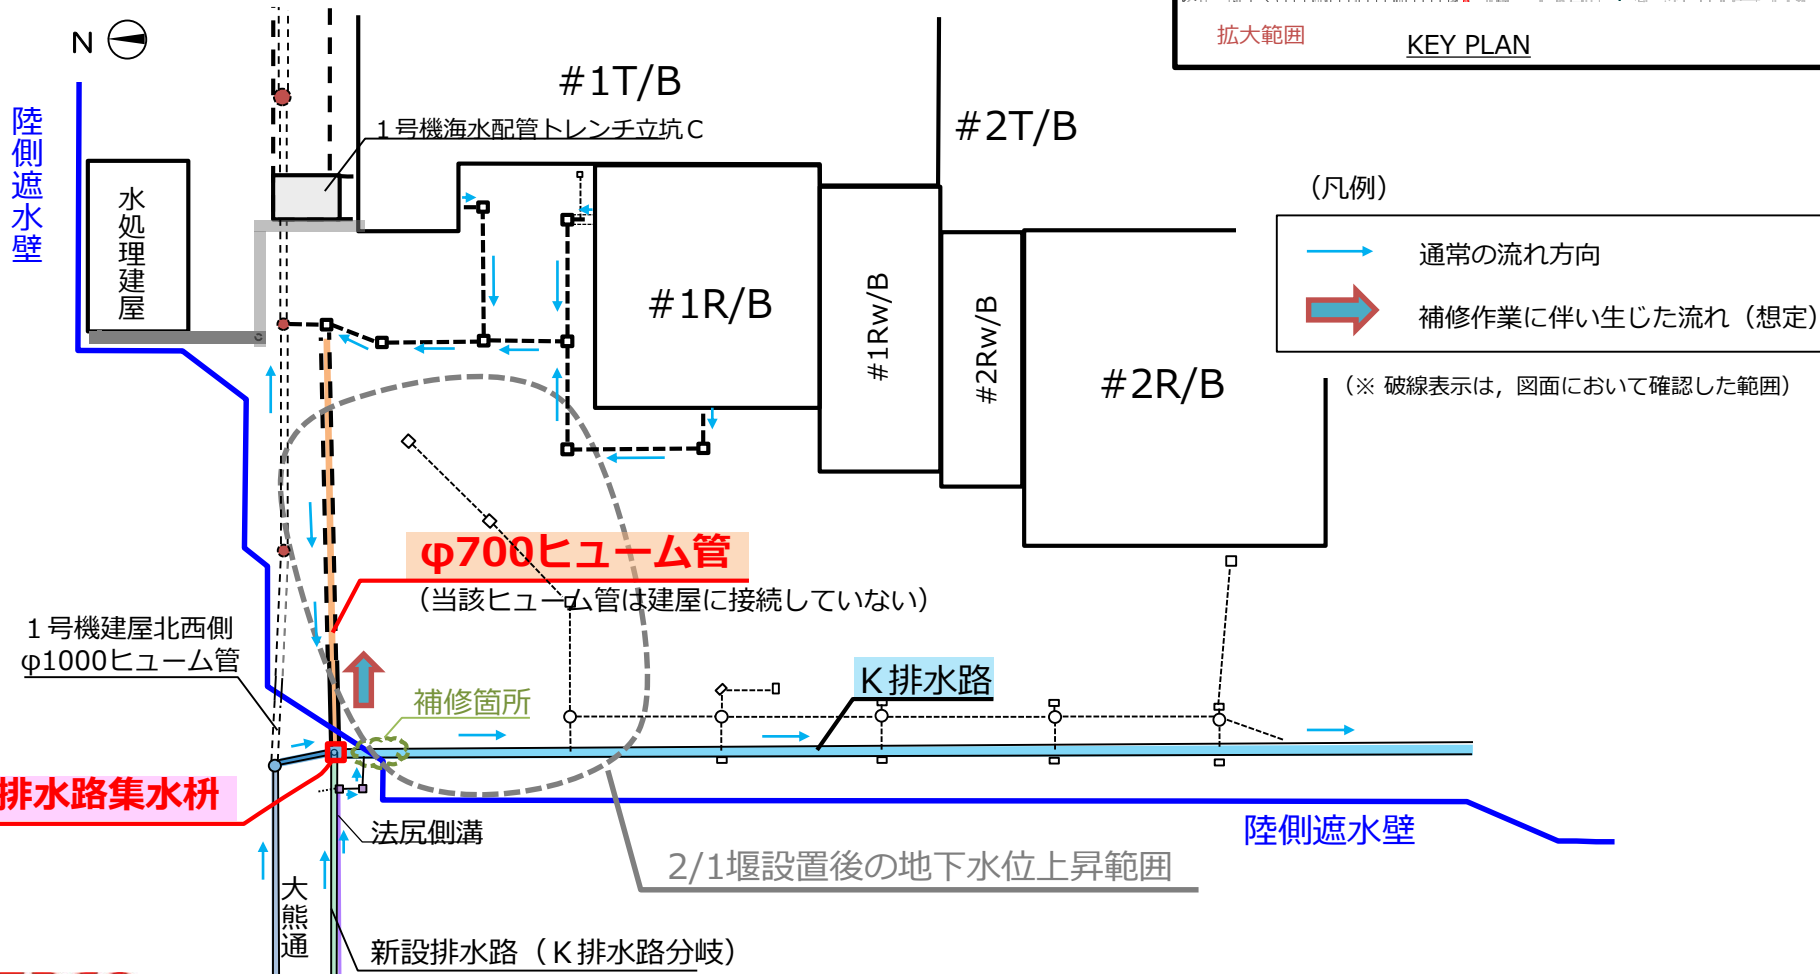 拡大範囲
KEY PLAN
N
#1T/B
#2T/B
陸側遮水壁
1号機海水配管トレンチ立坑C
水処理建屋
(凡例)
通常の流れ方向
補修作業に伴い生じた流れ(想定)
(※ 破線表示は，図面において確認した範囲)
#1R/B
#1Rw/B
#2Rw/B
#2R/B
φ700ヒューム管
(当該ヒューム管は建屋に接続していない)
1号機建屋北西側
φ1000ヒューム管
補修箇所
K排水路
排水路集水枡
法尻側溝
陸側遮水壁
2/1堰設置後の地下水位上昇範囲
大熊通
新設排水路(K排水路分岐)